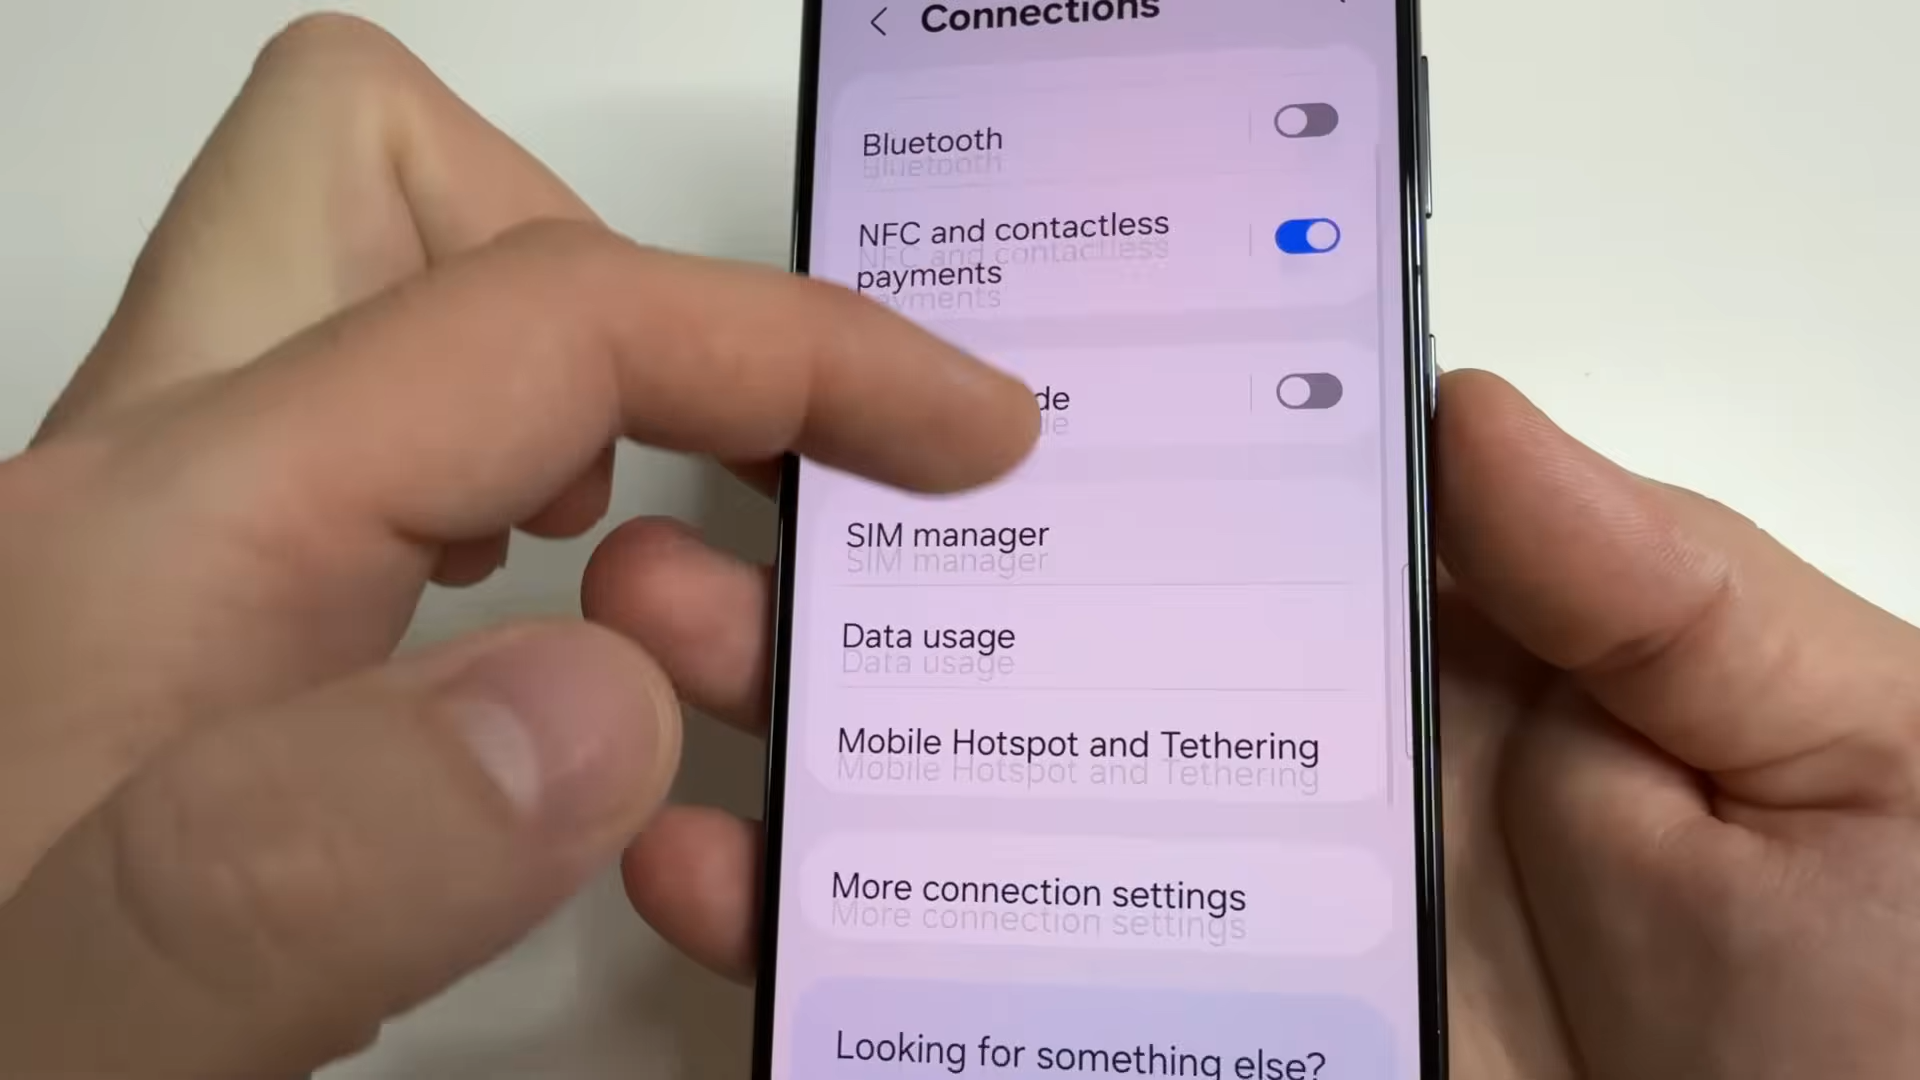 Connections
Bluetooth
NFC and contactless
payments
SIM manager
Data usage
Mobile Hotspot and Tethering
More connection settings
Looking for something else?